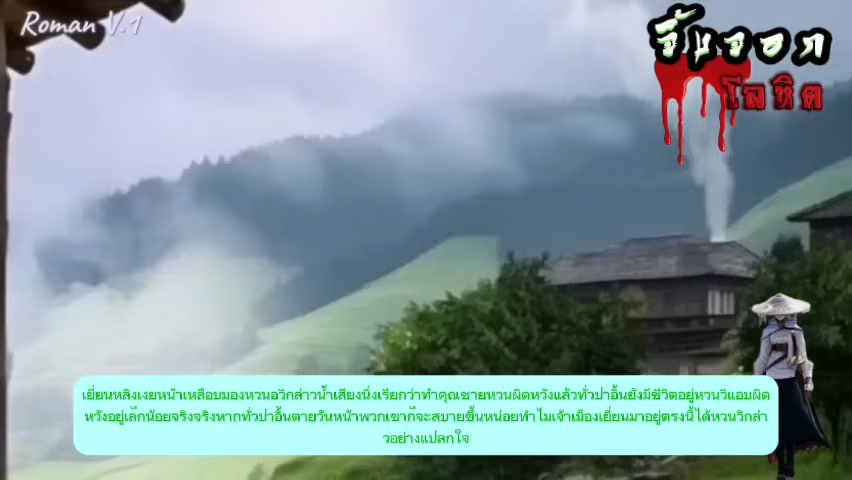 Roman V.1
จิ้งจอก
โลหิต
เยี่ยนหลิงเงยหน้าเหลือบมองหวนอวิกล่าวน้ำเสียงนิ่งเรียกว่าทำคุณชายหวนผิดหวังแล้วทั่วปาอื้นยังมีชีวิตอยู่หวนวิแอบผิด
หวังอยู่เล็กน้อยจริงจริงหากทั่วปาอื้นตายวันหน้าพวกเขาก็จะสบายขึ้นหน่อยทำไมเจ้าเมืองเยี่ยนมาอยู่ตรงนี้ได้หวนวิกล่า
วอย่างแปลกใจ